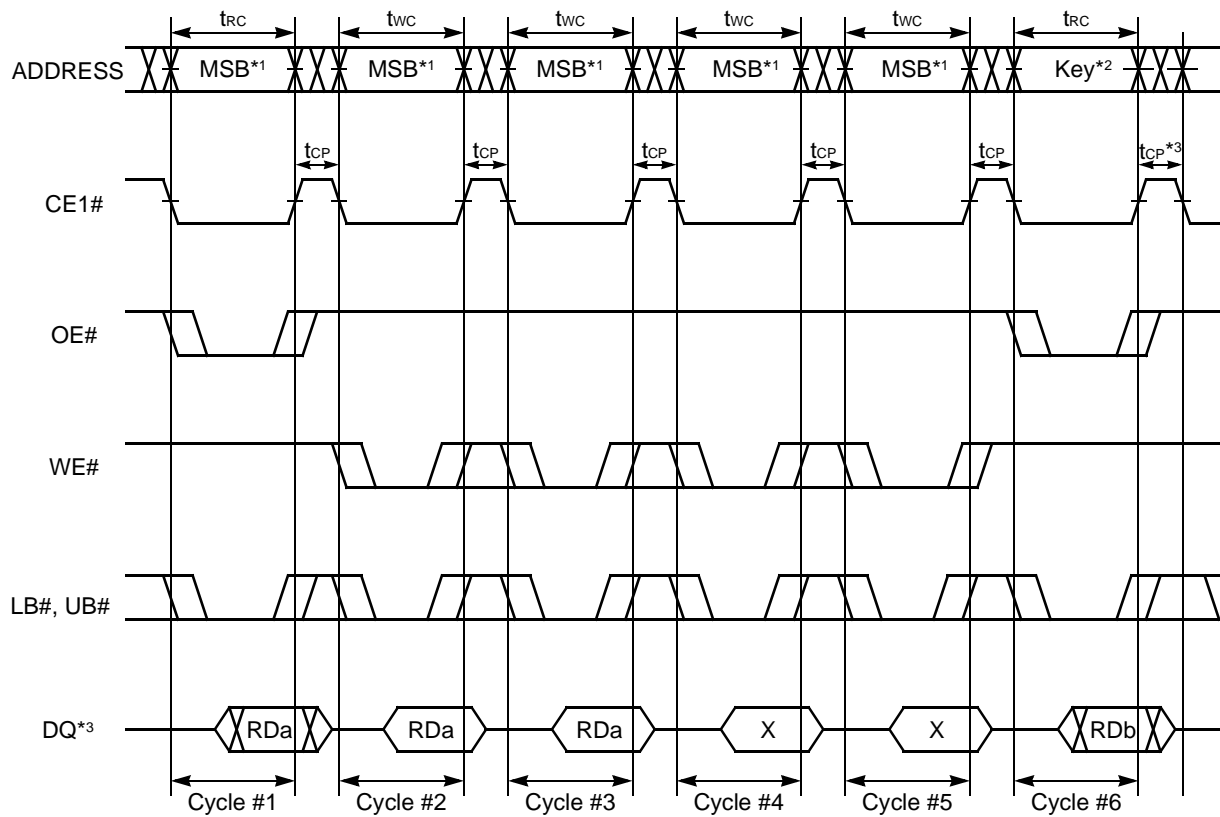 tRC tWC tWC tWC tWC tRC
ADDRESS MSB*1 MSB*1 MSB*1 MSB*1 MSB*1 Key*2
tCP tCP tCP tCP tCP tCP*3
CE1#
OE#
WE#
LB#, UB#
DQ*3 RDa RDa RDa X X RDb
Cycle #1 Cycle #2 Cycle #3 Cycle #4 Cycle #5 Cycle #6